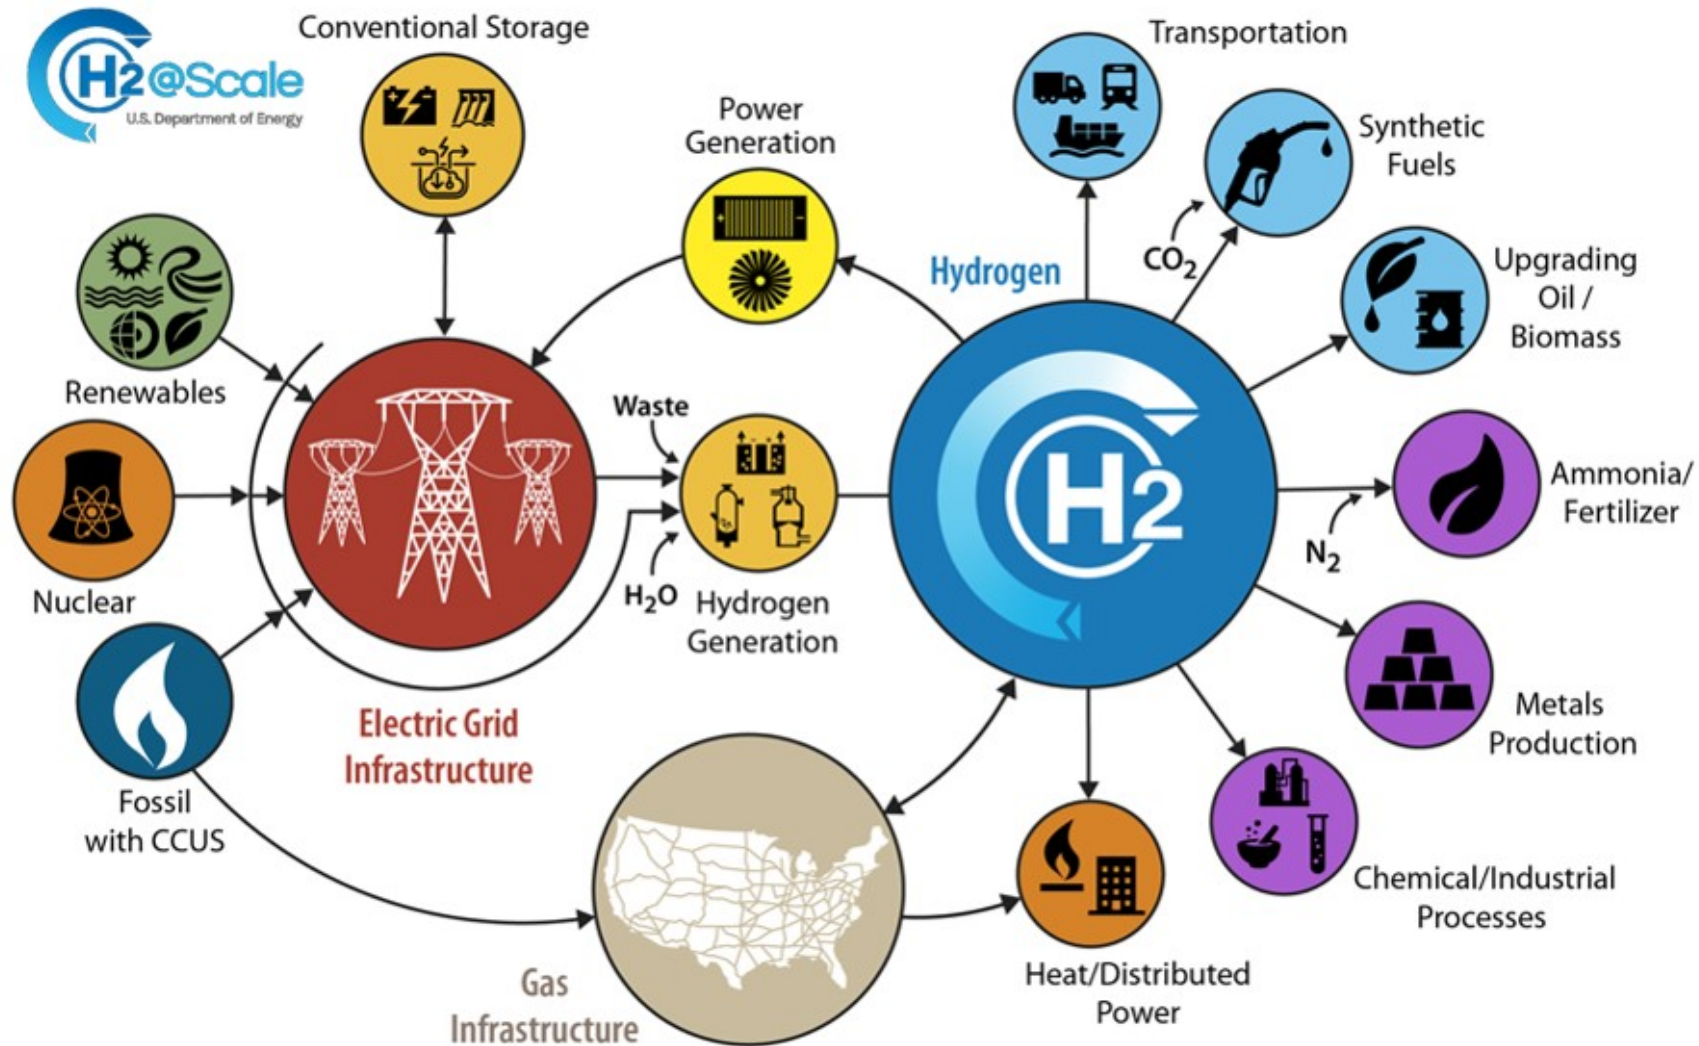 H2@Scale
U.S. Department of Energy
Conventional Storage
Power
Generation
Transportation
Synthetic
Fuels
CO₂
Hydrogen
Upgrading
Oil /
Biomass
Renewables
Waste
H2
Ammonia/
Fertilizer
N₂
Nuclear
H₂O
Hydrogen
Generation
Electric Grid
Infrastructure
Metals
Production
Fossil
with CCUS
Chemical/Industrial
Processes
Gas
Infrastructure
Heat/Distributed
Power